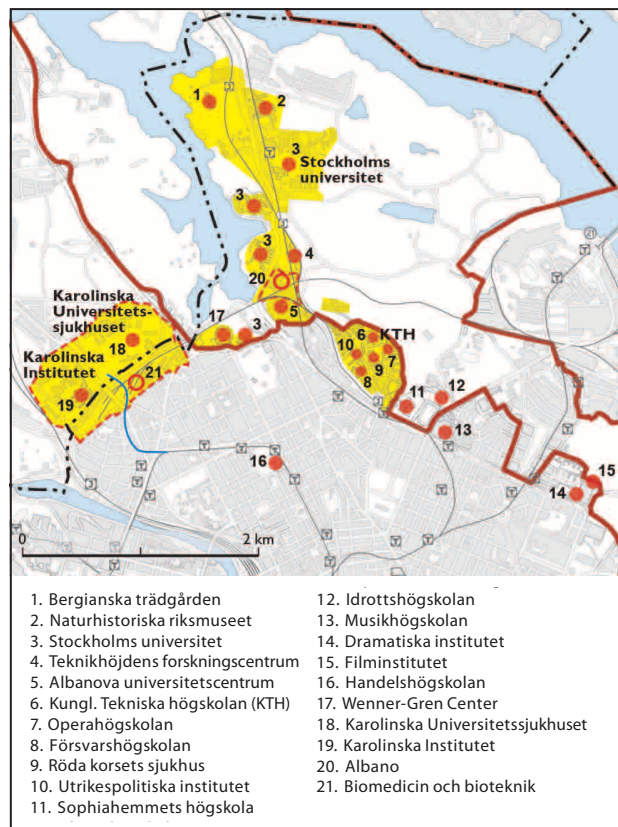 1
2
3
Stockholms
universitet
3
3
4
20
Karolinska
Universitets-
sjukhuset
17
3
5
18
Karolinska
Institutet
21
19
6
KTH
10
7
9
8
11
12
13
16
14
15
0
2 km
1. Bergianska trädgården
2. Naturhistoriska riksmuseet
3. Stockholms universitet
4. Teknikhöjdens forskningscentrum
5. Albanova universitetscentrum
6. Kungl. Tekniska högskolan (KTH)
7. Operahögskolan
8. Försvarshögskolan
9. Röda korsets sjukhus
10. Utrikespolitiska institutet
11. Sophiahemmets högskola
12. Idrottshögskolan
13. Musikhögskolan
14. Dramatiska institutet
15. Filminstitutet
16. Handelshögskolan
17. Wenner-Gren Center
18. Karolinska Universitetssjukhuset
19. Karolinska Institutet
20. Albano
21. Biomedicin och bioteknik